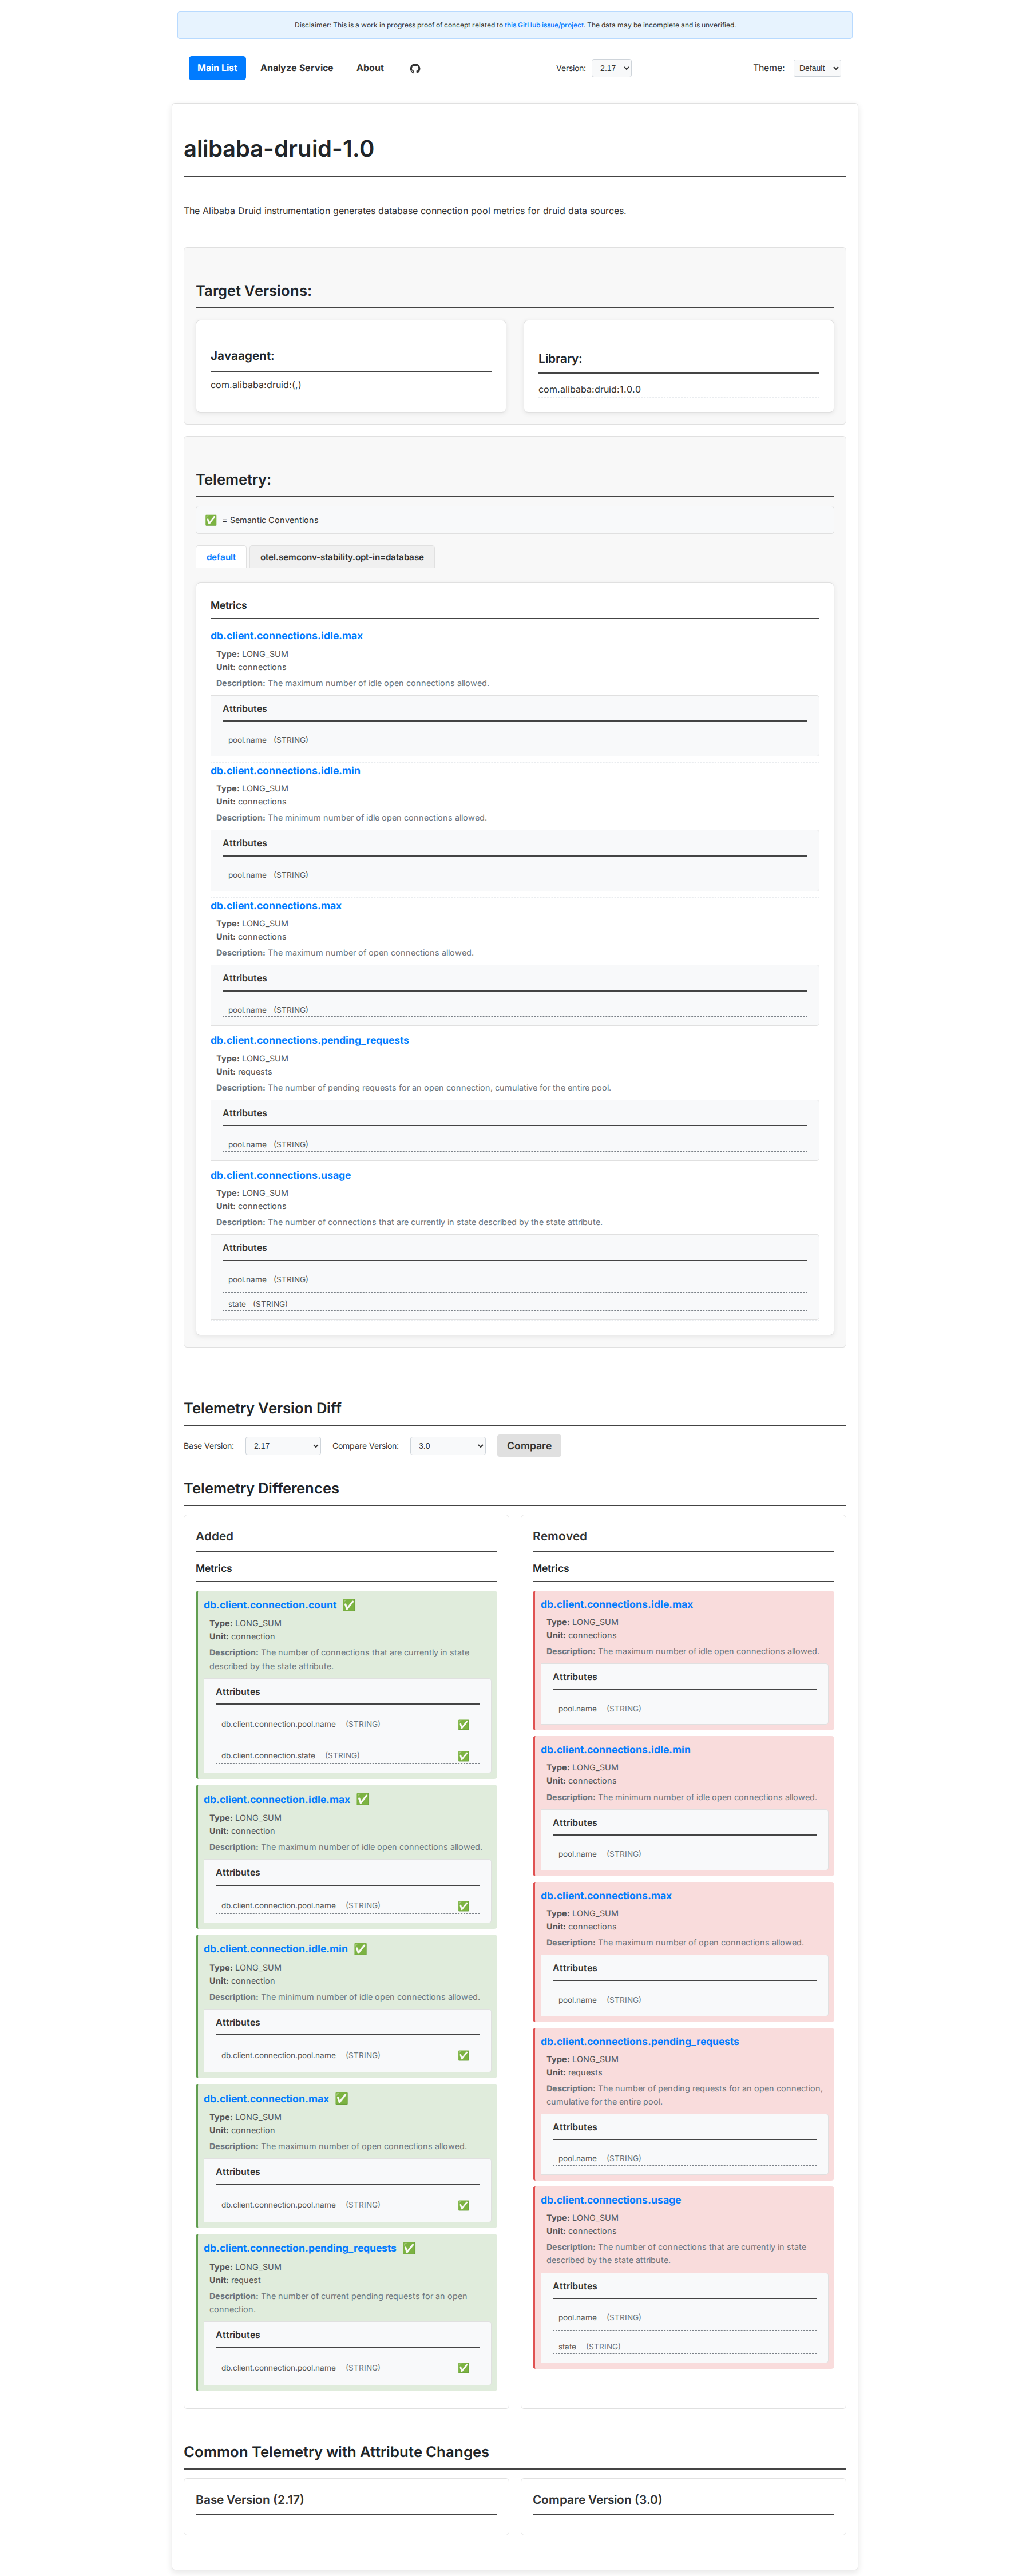 Disclaimer: This is a work in progress proof of concept related to this GitHub issue/project. The data may be incomplete and is unverified.
Main List Analyze Service About Version: 2.17 Theme: Default
alibaba-druid-1.0
The Alibaba Druid instrumentation generates database connection pool metrics for druid data sources.
Target Versions:
Javaagent:
com.alibaba:druid:(,)
Library:
com.alibaba:druid:1.0.0
Telemetry:
✅ = Semantic Conventions
default otel.semconv-stability.opt-in=database
Metrics
db.client.connections.idle.max
Type: LONG_SUM
Unit: connections
Description: The maximum number of idle open connections allowed.
Attributes
pool.name (STRING)
db.client.connections.idle.min
Type: LONG_SUM
Unit: connections
Description: The minimum number of idle open connections allowed.
Attributes
pool.name (STRING)
db.client.connections.max
Type: LONG_SUM
Unit: connections
Description: The maximum number of open connections allowed.
Attributes
pool.name (STRING)
db.client.connections.pending_requests
Type: LONG_SUM
Unit: requests
Description: The number of pending requests for an open connection, cumulative for the entire pool.
Attributes
pool.name (STRING)
db.client.connections.usage
Type: LONG_SUM
Unit: connections
Description: The number of connections that are currently in state described by the state attribute.
Attributes
pool.name (STRING)
state (STRING)
Telemetry Version Diff
Base Version: 2.17 Compare Version: 3.0 Compare
Telemetry Differences
Added
Metrics
db.client.connection.count ✅
Type: LONG_SUM
Unit: connection
Description: The number of connections that are currently in state
described by the state attribute.
Attributes
db.client.connection.pool.name (STRING) ✅
db.client.connection.state (STRING) ✅
db.client.connection.idle.max ✅
Type: LONG_SUM
Unit: connection
Description: The maximum number of idle open connections allowed.
Attributes
db.client.connection.pool.name (STRING) ✅
db.client.connection.idle.min ✅
Type: LONG_SUM
Unit: connection
Description: The minimum number of idle open connections allowed.
Attributes
db.client.connection.pool.name (STRING) ✅
db.client.connection.max ✅
Type: LONG_SUM
Unit: connection
Description: The maximum number of open connections allowed.
Attributes
db.client.connection.pool.name (STRING) ✅
db.client.connection.pending_requests ✅
Type: LONG_SUM
Unit: request
Description: The number of current pending requests for an open
connection.
Attributes
db.client.connection.pool.name (STRING) ✅
Removed
Metrics
db.client.connections.idle.max
Type: LONG_SUM
Unit: connections
Description: The maximum number of idle open connections allowed.
Attributes
pool.name (STRING)
db.client.connections.idle.min
Type: LONG_SUM
Unit: connections
Description: The minimum number of idle open connections allowed.
Attributes
pool.name (STRING)
db.client.connections.max
Type: LONG_SUM
Unit: connections
Description: The maximum number of open connections allowed.
Attributes
pool.name (STRING)
db.client.connections.pending_requests
Type: LONG_SUM
Unit: requests
Description: The number of pending requests for an open connection,
cumulative for the entire pool.
Attributes
pool.name (STRING)
db.client.connections.usage
Type: LONG_SUM
Unit: connections
Description: The number of connections that are currently in state
described by the state attribute.
Attributes
pool.name (STRING)
state (STRING)
Common Telemetry with Attribute Changes
Base Version (2.17)
Compare Version (3.0)